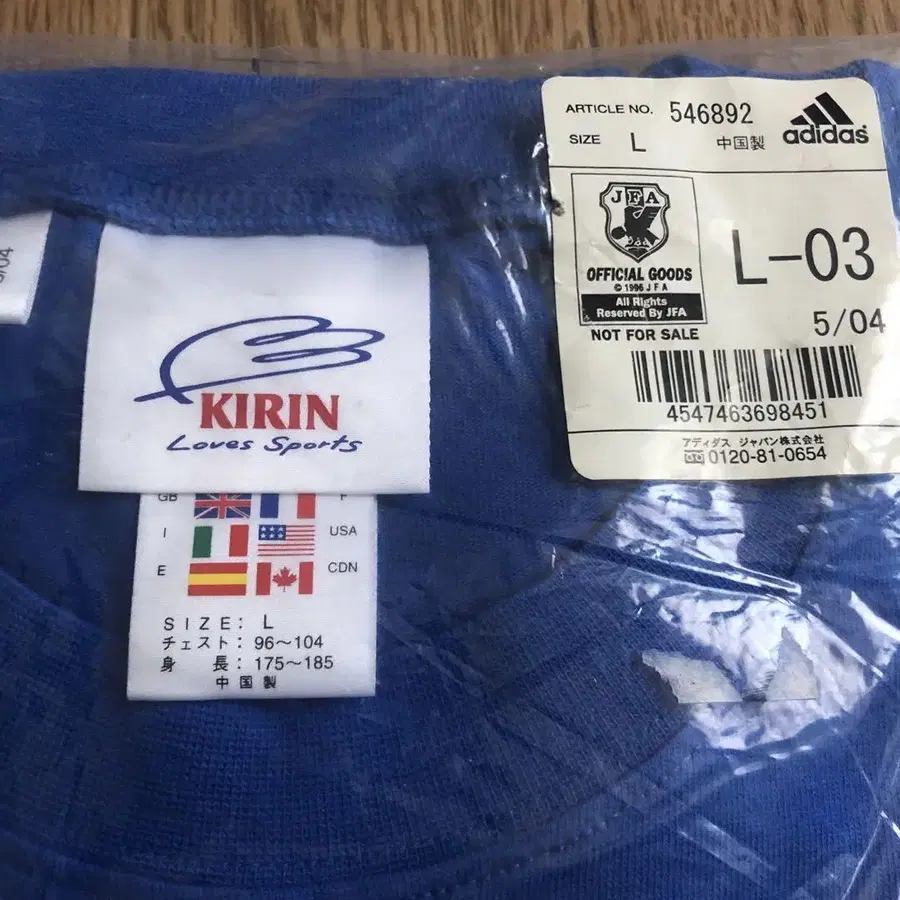 ARTICLE NO. 546892
adidas
SIZE L 中国製
JFA
OFFICIAL GOODS
© 1996 JFA
All Rights
Reserved By JFA
NOT FOR SALE
L-03
5/04
4547463698451
アディダス ジャパン株式会社
0120-81-0654
KIRIN
Loves Sports
GB F
I USA
E CDN
SIZE: L
チェスト: 96~104
身長: 175~185
中国製